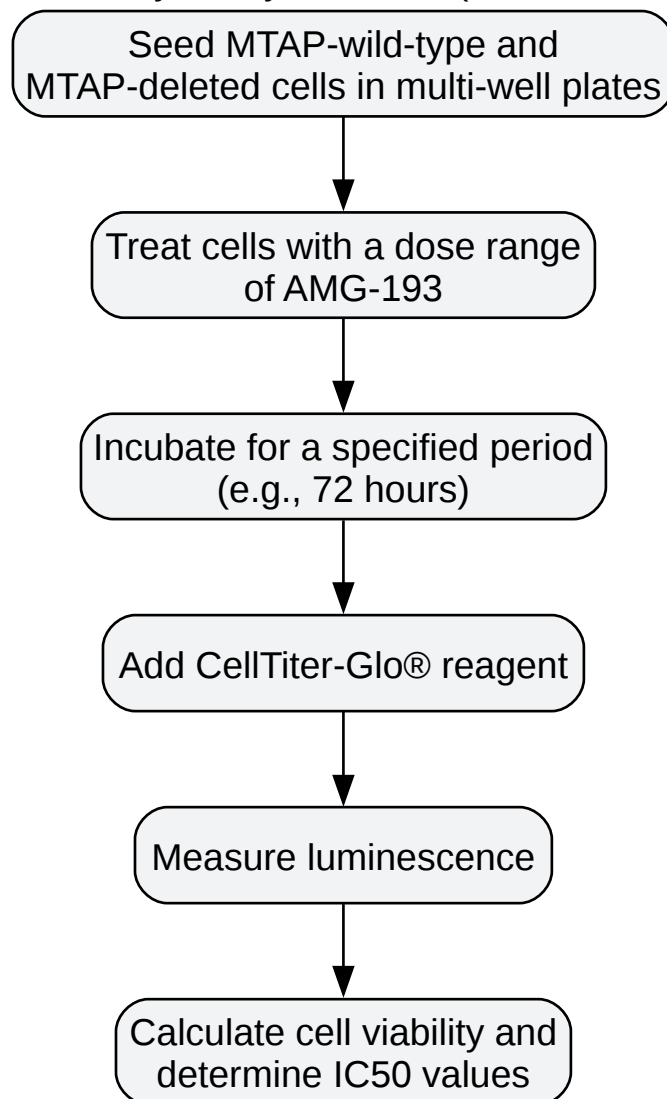 Seed MTAP-wild-type and
MTAP-deleted cells in multi-well plates
Treat cells with a dose range
of AMG-193
Incubate for a specified period
(e.g., 72 hours)
Add CellTiter-Glo® reagent
Measure luminescence
Calculate cell viability and
determine IC50 values